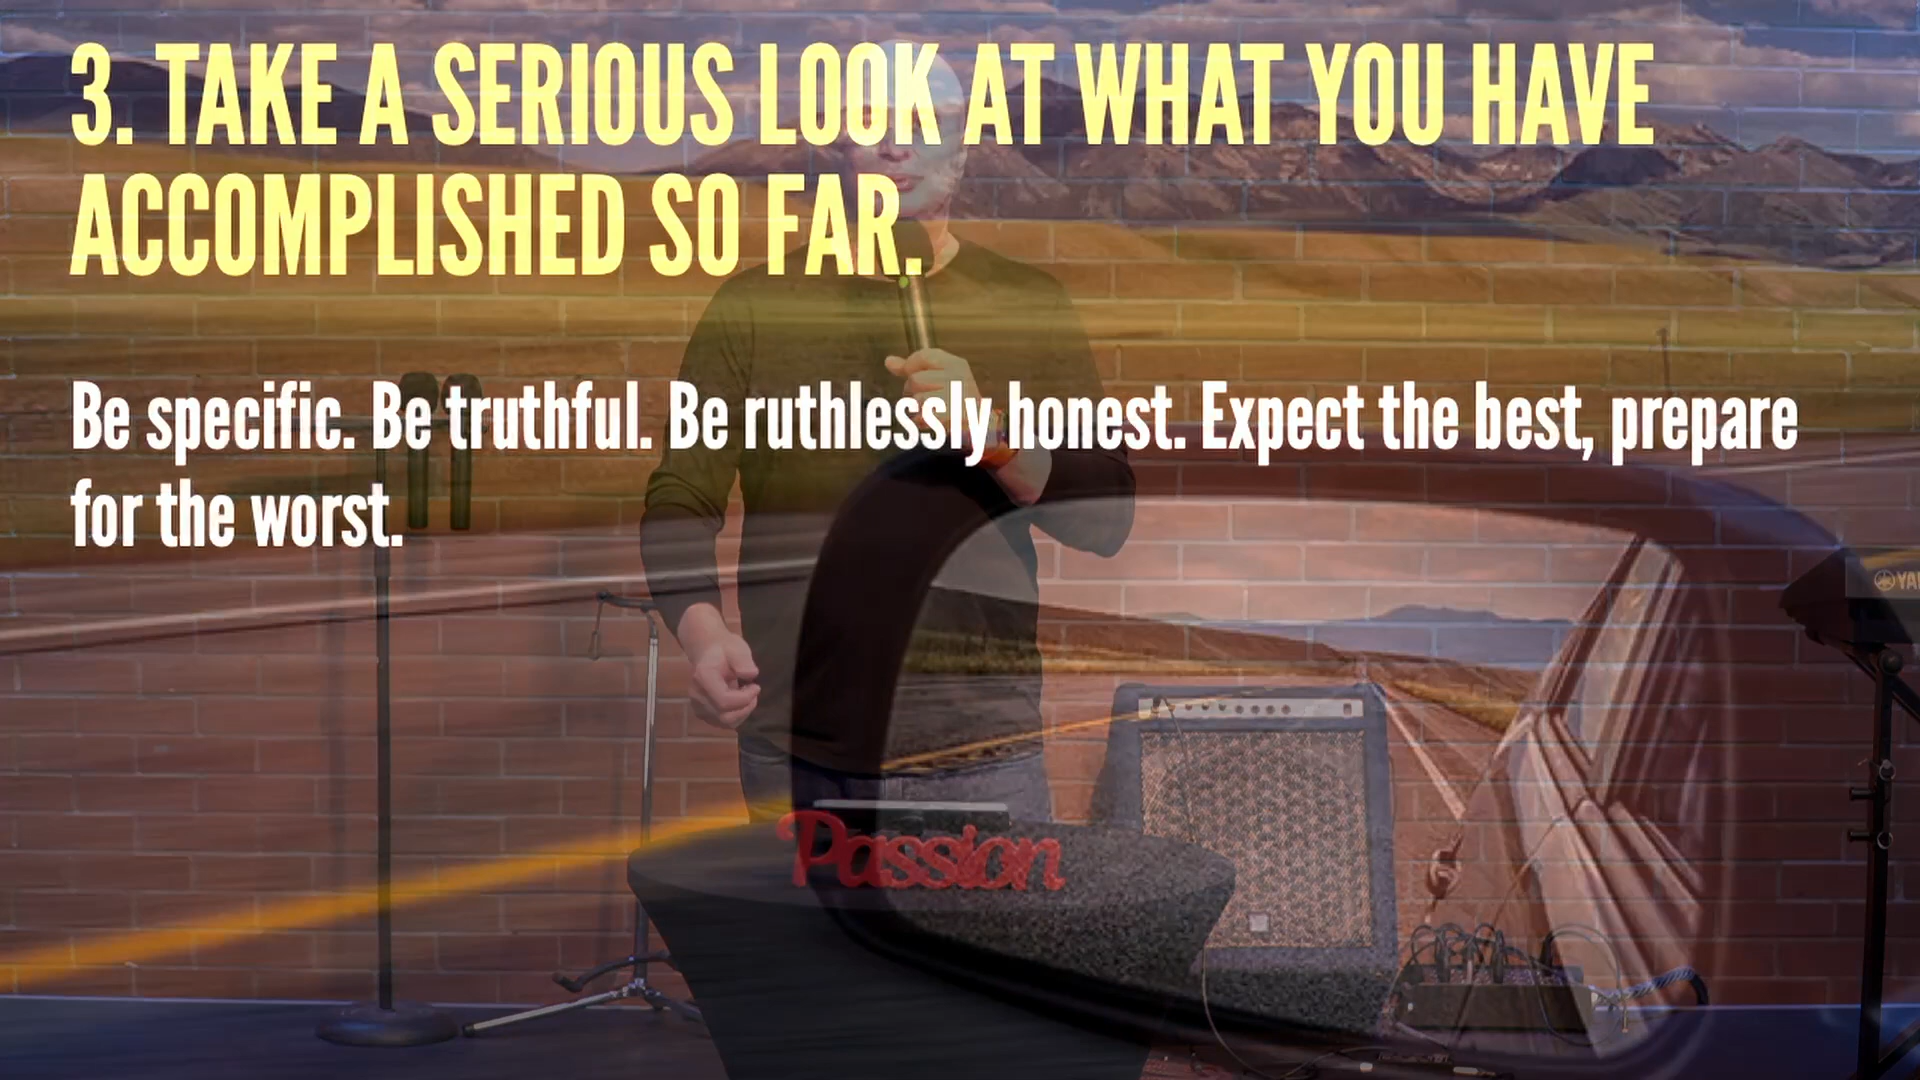 3. TAKE A SERIOUS LOOK AT WHAT YOU HAVE
ACCOMPLISHED SO FAR.
Be specific. Be truthful. Be ruthlessly honest. Expect the best, prepare
for the worst.
Passion